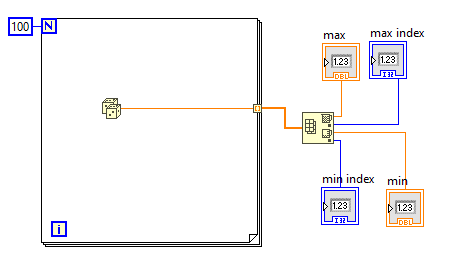 max
max index
100
N
1.23
DBL
1.23
I32
i
min index
min
1.23
I32
1.23
DBL